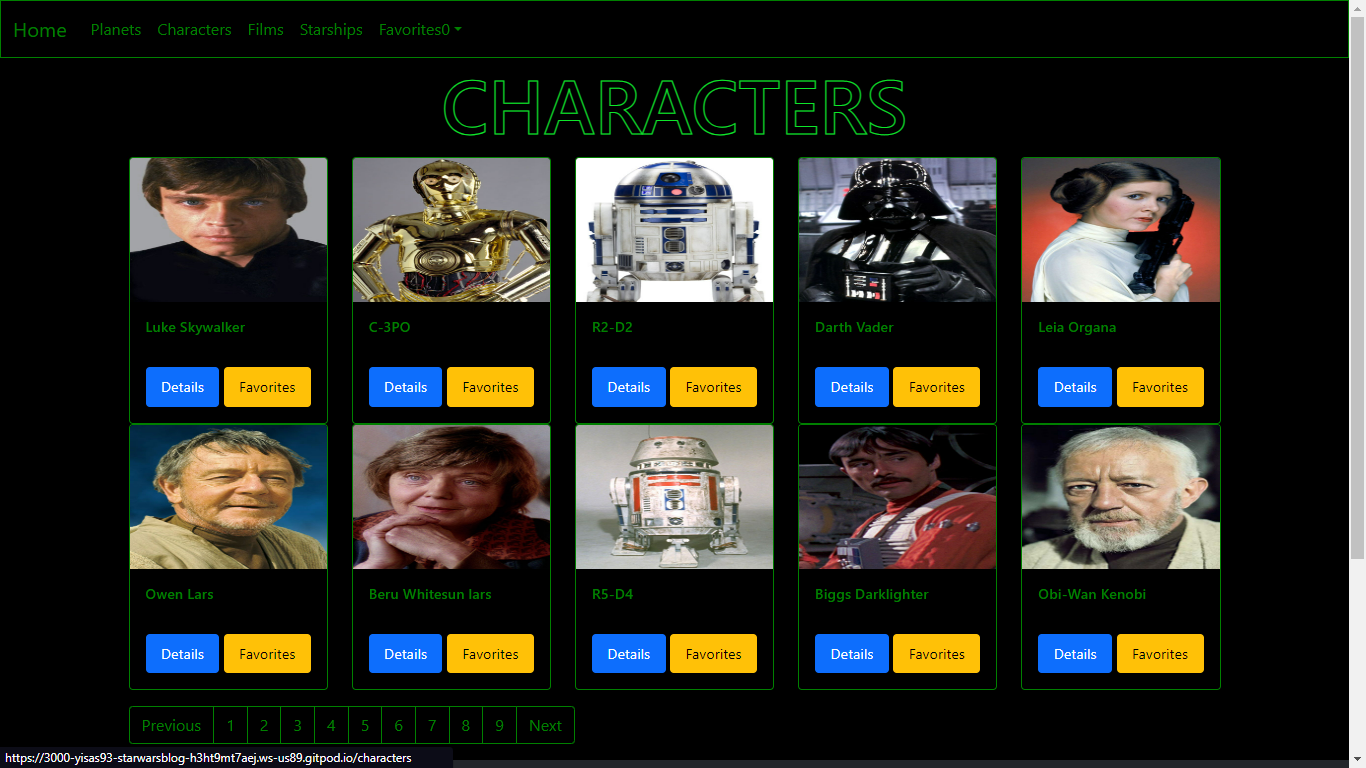 Home Planets Characters Films Starships Favorites0
CHARACTERS
Luke Skywalker C-3PO R2-D2 Darth Vader Leia Organa
Details Favorites Details Favorites Details Favorites Details Favorites Details Favorites
Owen Lars Beru Whitesun lars R5-D4 Biggs Darklighter Obi-Wan Kenobi
Details Favorites Details Favorites Details Favorites Details Favorites Details Favorites
Previous 1 2 3 4 5 6 7 8 9 Next
https://3000-yisas93-starwarsblog-h3ht9mt7aej.ws-us89.gitpod.io/characters